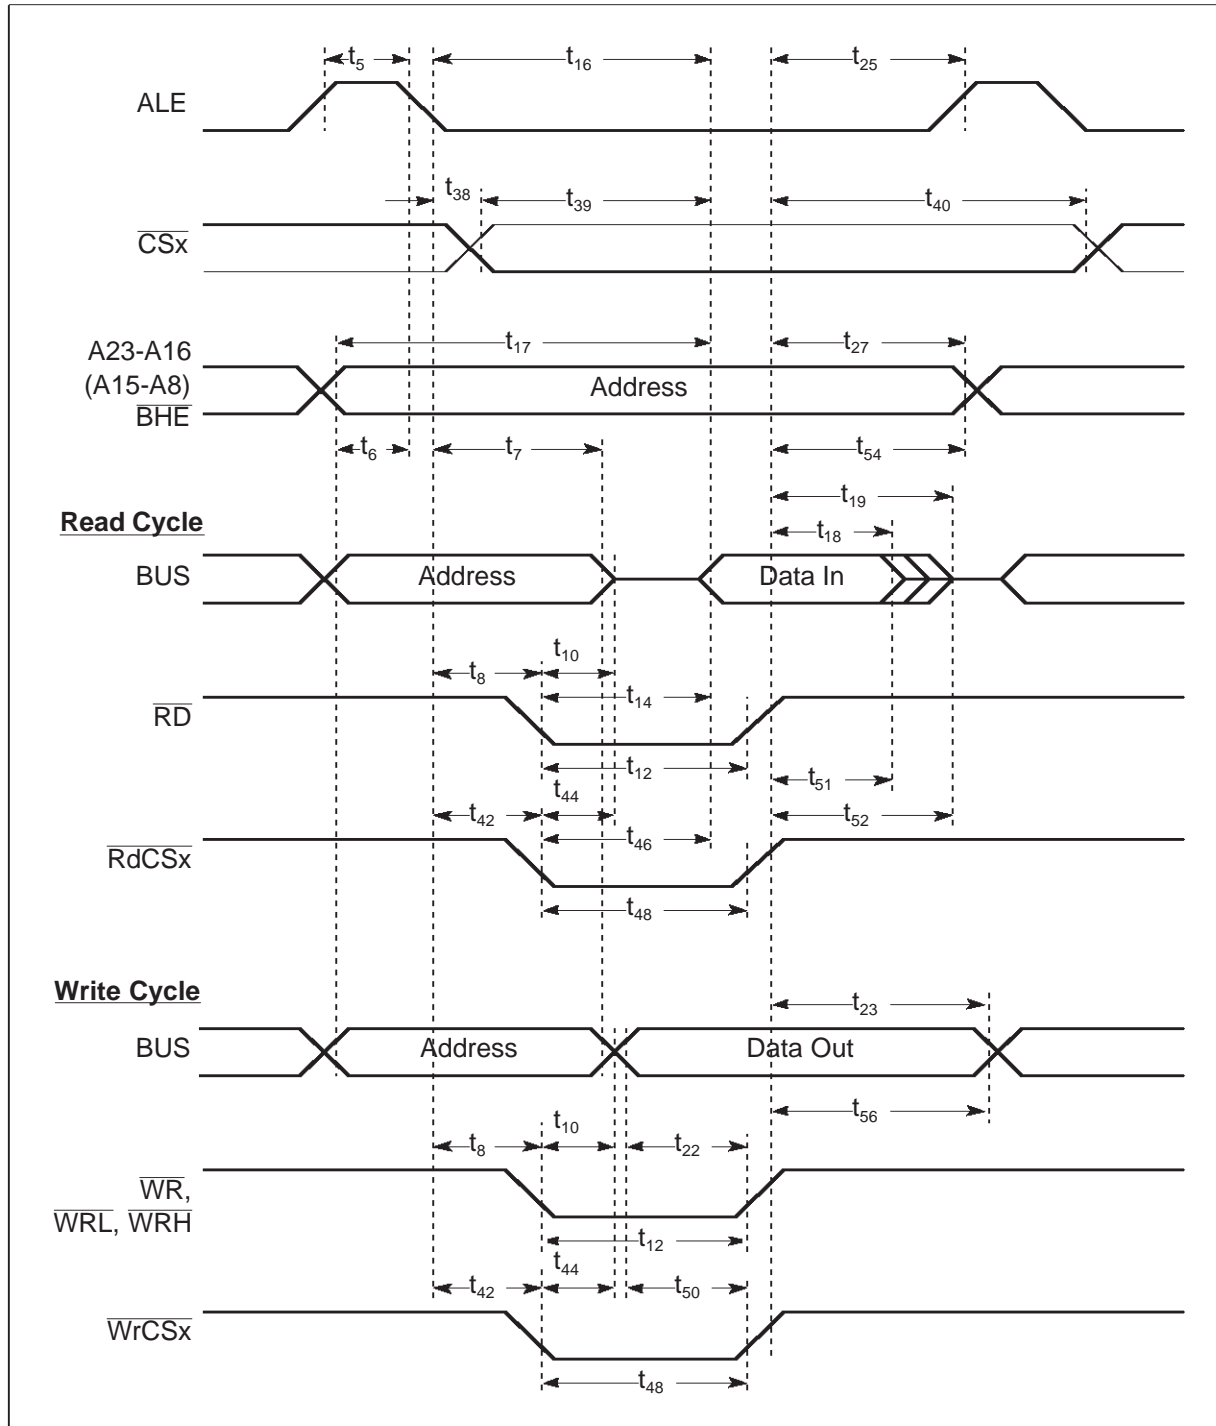 t5 t16 t25
ALE
t38 t39 t40
CSx
t17 t27
A23-A16
(A15-A8)
BHE
Address
t6 t7 t54
t19
Read Cycle
t18
BUS
Address
Data In
t10
t8
t14
RD
t12
t51
t44
t42
t52
t46
RdCSx
t48
Write Cycle
t23
BUS
Address
Data Out
t56
t10
t8
t22
WR,
WRL, WRH
t12
t44
t42
t50
WrCSx
t48